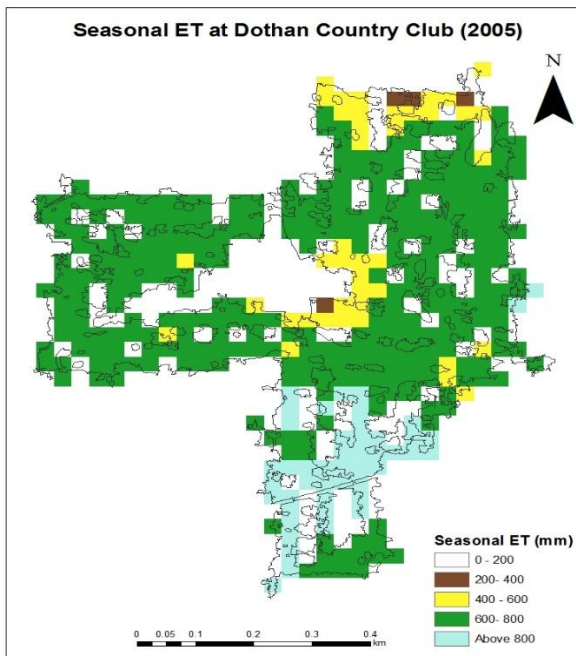 Seasonal ET at Dothan Country Club (2005)
N
Seasonal ET (mm)
0 - 200
200- 400
400 - 600
600- 800
Above 800
0 0.05 0.1 0.2 0.3 0.4
km